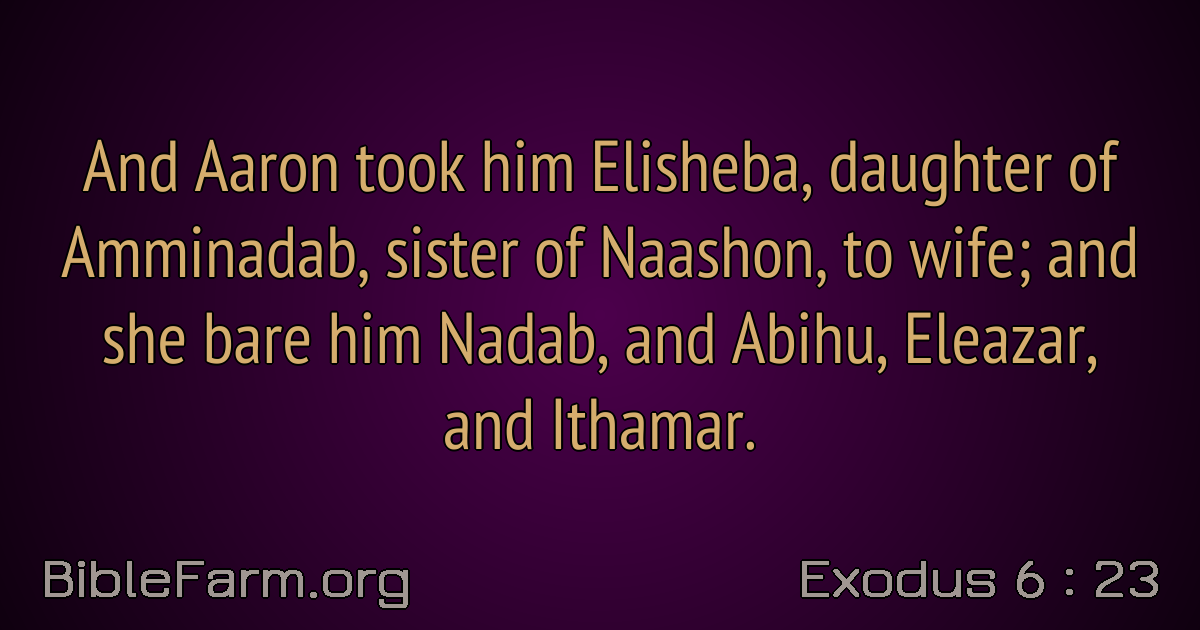 And Aaron took him Elisheba, daughter of
Amminadab, sister of Naashon, to wife; and
she bare him Nadab, and Abihu, Eleazar,
and Ithamar.
BibleFarm.org
Exodus 6 : 23